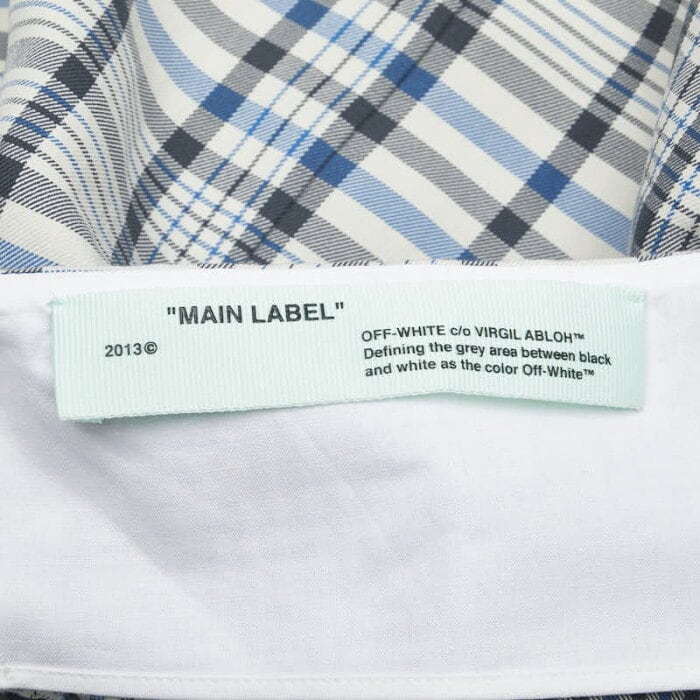 "MAIN LABEL"
2013©
OFF-WHITE c/o VIRGIL ABLOH™
Defining the grey area between black
and white as the color Off-White™